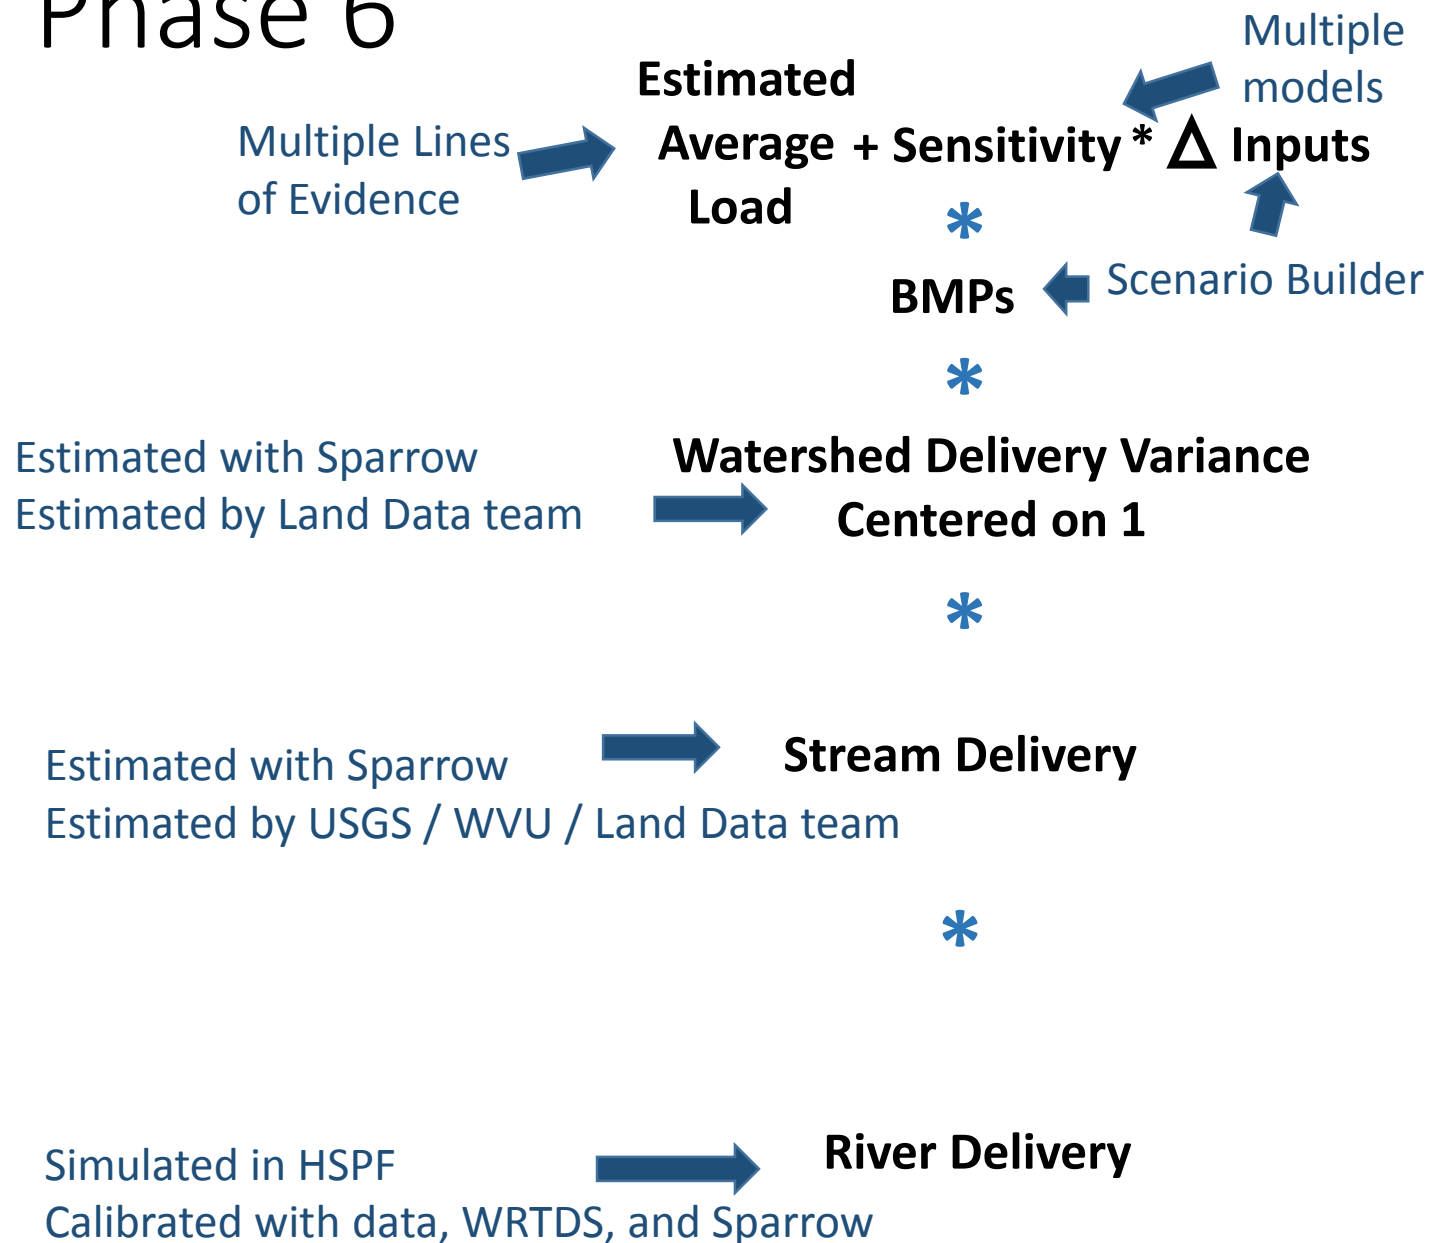 Phase 6
Multiple
models
Estimated
Average + Sensitivity * Δ Inputs
Load
Multiple Lines
of Evidence
*
BMPs
Scenario Builder
*
Estimated with Sparrow
Estimated by Land Data team
Watershed Delivery Variance
Centered on 1
*
Stream Delivery
Estimated with Sparrow
Estimated by USGS / WVU / Land Data team
*
River Delivery
Simulated in HSPF
Calibrated with data, WRTDS, and Sparrow